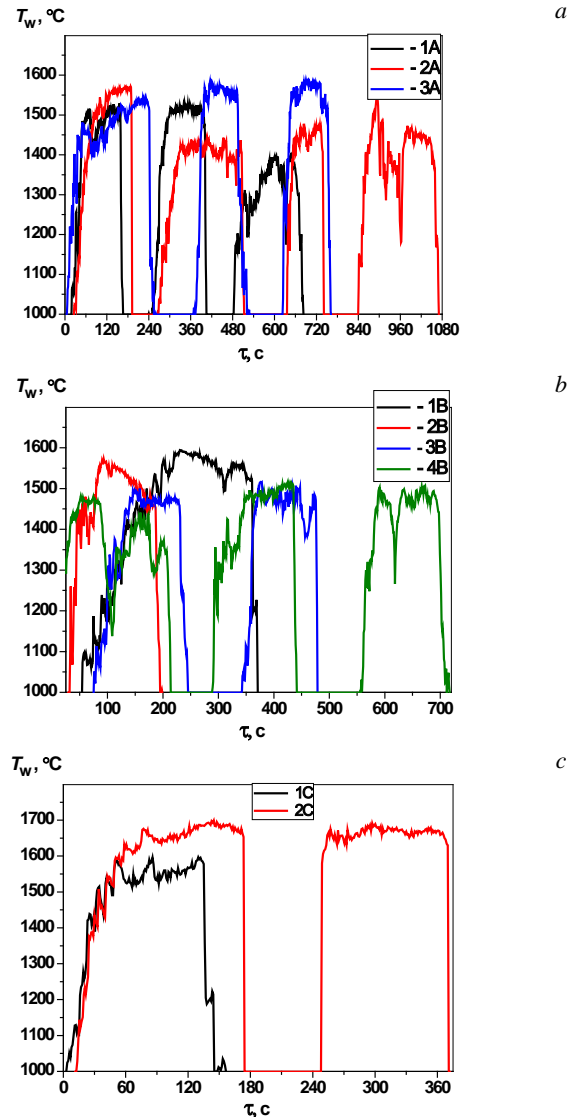 T_w, °C
a
1600
1500
1400
1300
1200
1100
1000
0 120 240 360 480 600 720 840 960 1080
τ, c
- 1A
- 2A
- 3A
T_w, °C
b
1600
1500
1400
1300
1200
1100
1000
100 200 300 400 500 600 700
τ, c
- 1B
- 2B
- 3B
- 4B
T_w, °C
c
1700
1600
1500
1400
1300
1200
1100
1000
0 60 120 180 240 300 360
τ, c
1C
2C